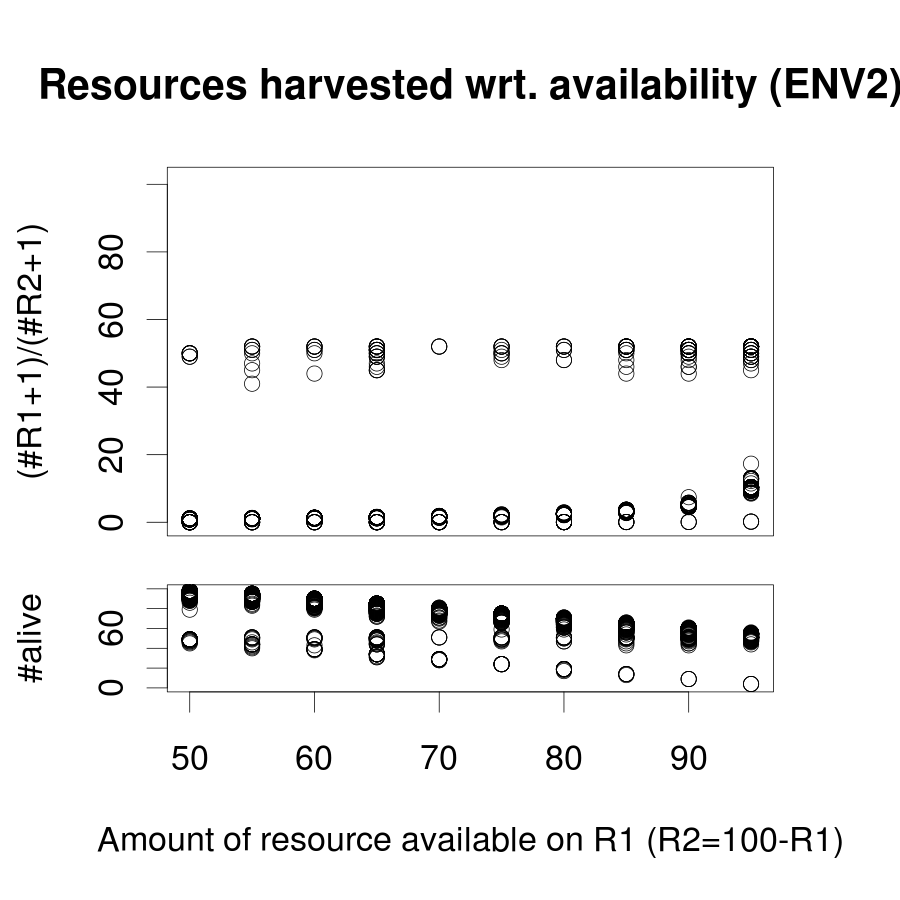 Resources harvested wrt. availability (ENV2)
(#R1+1)/(#R2+1)
80
60
40
20
0
#alive
60
0
50 60 70 80 90
Amount of resource available on R1 (R2=100-R1)